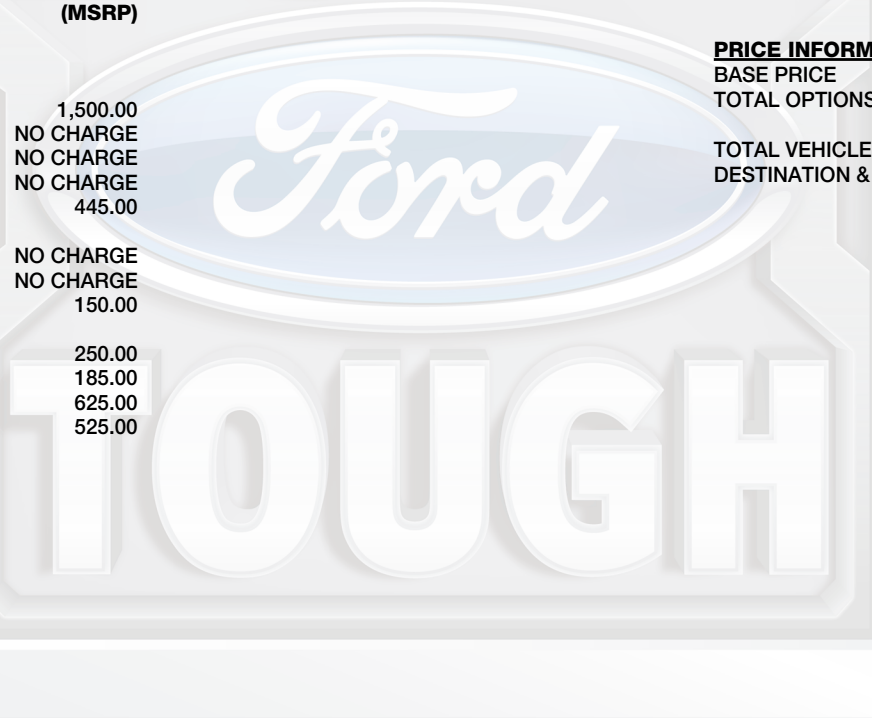 (MSRP)
1,500.00
NO CHARGE
NO CHARGE
NO CHARGE
445.00
NO CHARGE
NO CHARGE
150.00
250.00
185.00
625.00
525.00
PRICE INFORM
BASE PRICE
TOTAL OPTIONS
TOTAL VEHICLE
DESTINATION &
Ford
TOUGH